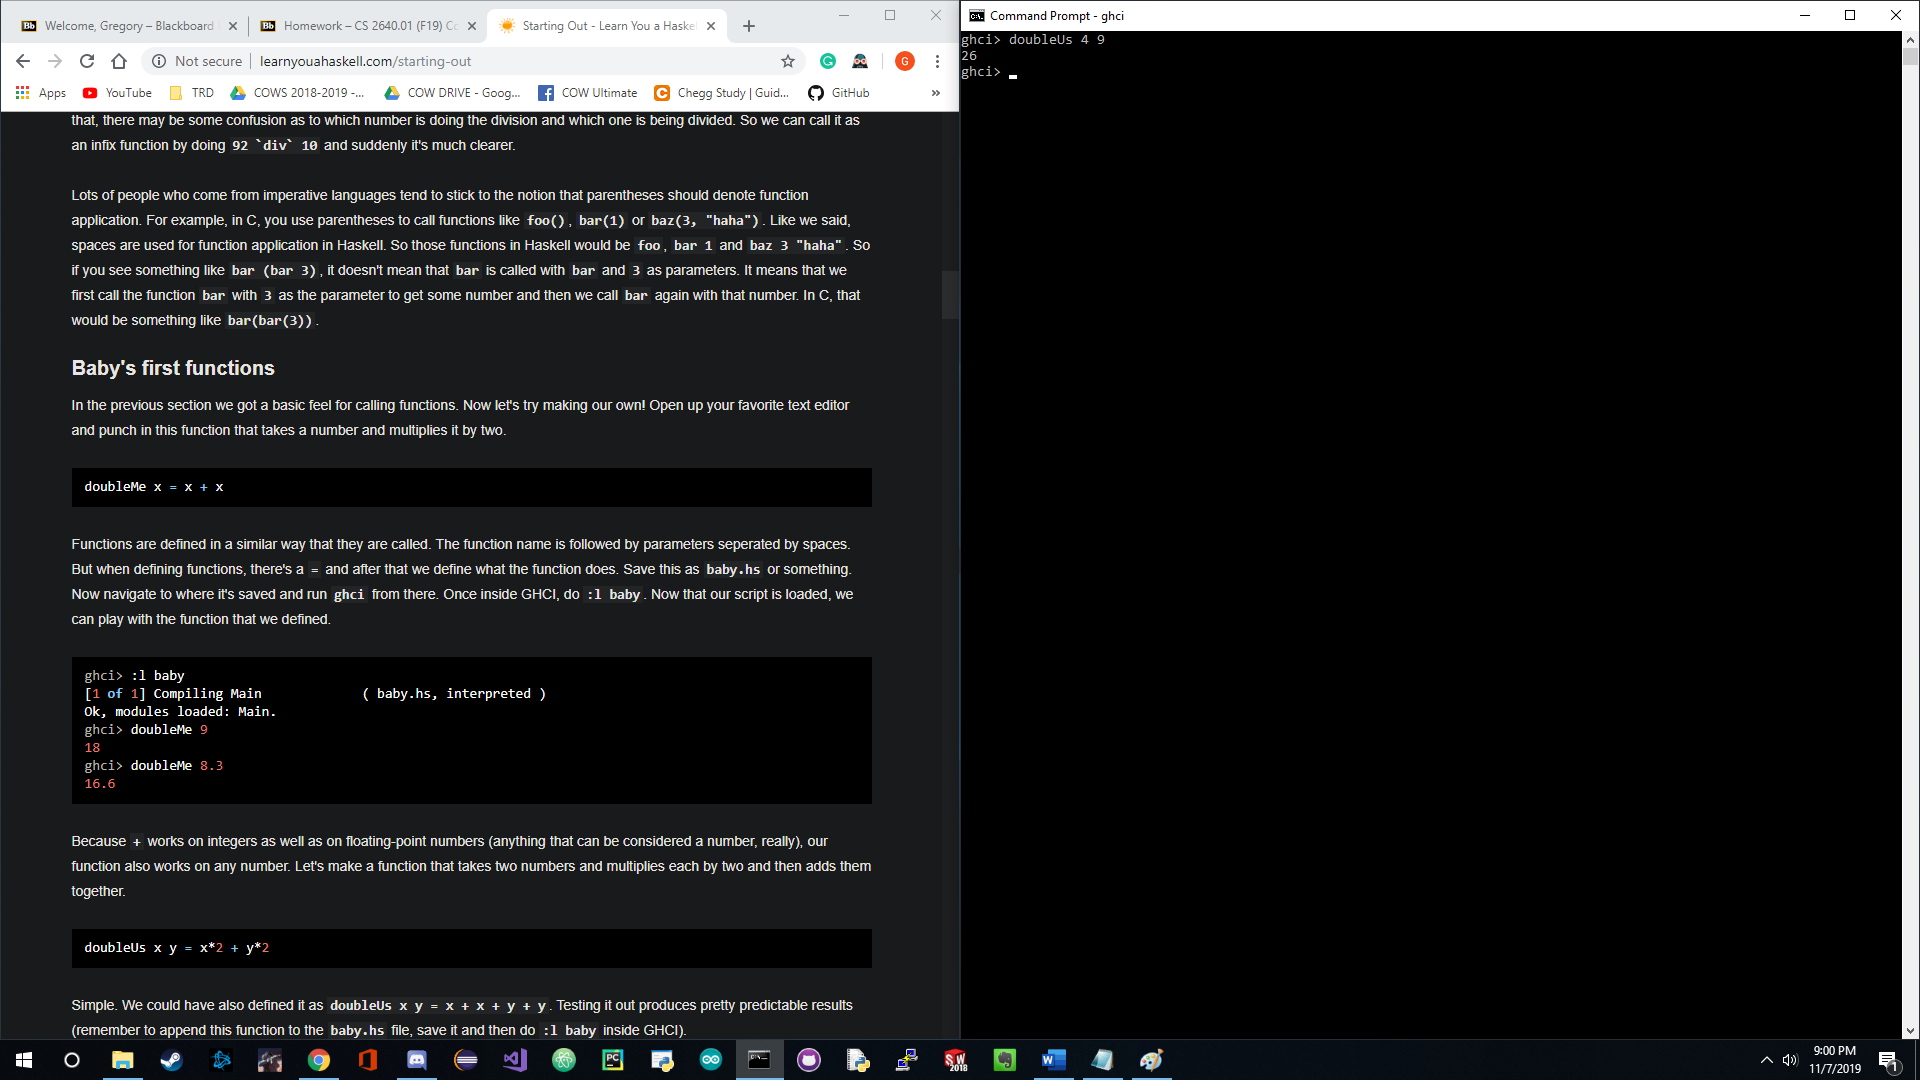 Welcome, Gregory – Blackboard
Homework – CS 2640.01 (F19) Co
Starting Out - Learn You a Haskel
Not secure
learnyouahaskell.com/starting-out
Apps
YouTube
TRD
COWS 2018-2019 -...
COW DRIVE - Goog...
COW Ultimate
Chegg Study | Guid...
GitHub
»
that, there may be some confusion as to which number is doing the division and which one is being divided. So we can call it as
an infix function by doing 92 `div` 10 and suddenly it's much clearer.
Lots of people who come from imperative languages tend to stick to the notion that parentheses should denote function
application. For example, in C, you use parentheses to call functions like foo(), bar(1) or baz(3, "haha"). Like we said,
spaces are used for function application in Haskell. So those functions in Haskell would be foo, bar 1 and baz 3 "haha". So
if you see something like bar (bar 3), it doesn't mean that bar is called with bar and 3 as parameters. It means that we
first call the function bar with 3 as the parameter to get some number and then we call bar again with that number. In C, that
would be something like bar(bar(3)).
Baby's first functions
In the previous section we got a basic feel for calling functions. Now let's try making our own! Open up your favorite text editor
and punch in this function that takes a number and multiplies it by two.
doubleMe x = x + x
Functions are defined in a similar way that they are called. The function name is followed by parameters seperated by spaces.
But when defining functions, there's a = and after that we define what the function does. Save this as baby.hs or something.
Now navigate to where it's saved and run ghci from there. Once inside GHCI, do :l baby. Now that our script is loaded, we
can play with the function that we defined.
ghci> :l baby
[1 of 1] Compiling Main             ( baby.hs, interpreted )
Ok, modules loaded: Main.
ghci> doubleMe 9
18
ghci> doubleMe 8.3
16.6
Because + works on integers as well as on floating-point numbers (anything that can be considered a number, really), our
function also works on any number. Let's make a function that takes two numbers and multiplies each by two and then adds them
together.
doubleUs x y = x*2 + y*2
Simple. We could have also defined it as doubleUs x y = x + x + y + y. Testing it out produces pretty predictable results
(remember to append this function to the baby.hs file, save it and then do :l baby inside GHCI).
Command Prompt - ghci
ghci> doubleUs 4 9
26
ghci>
9:00 PM
11/7/2019
1